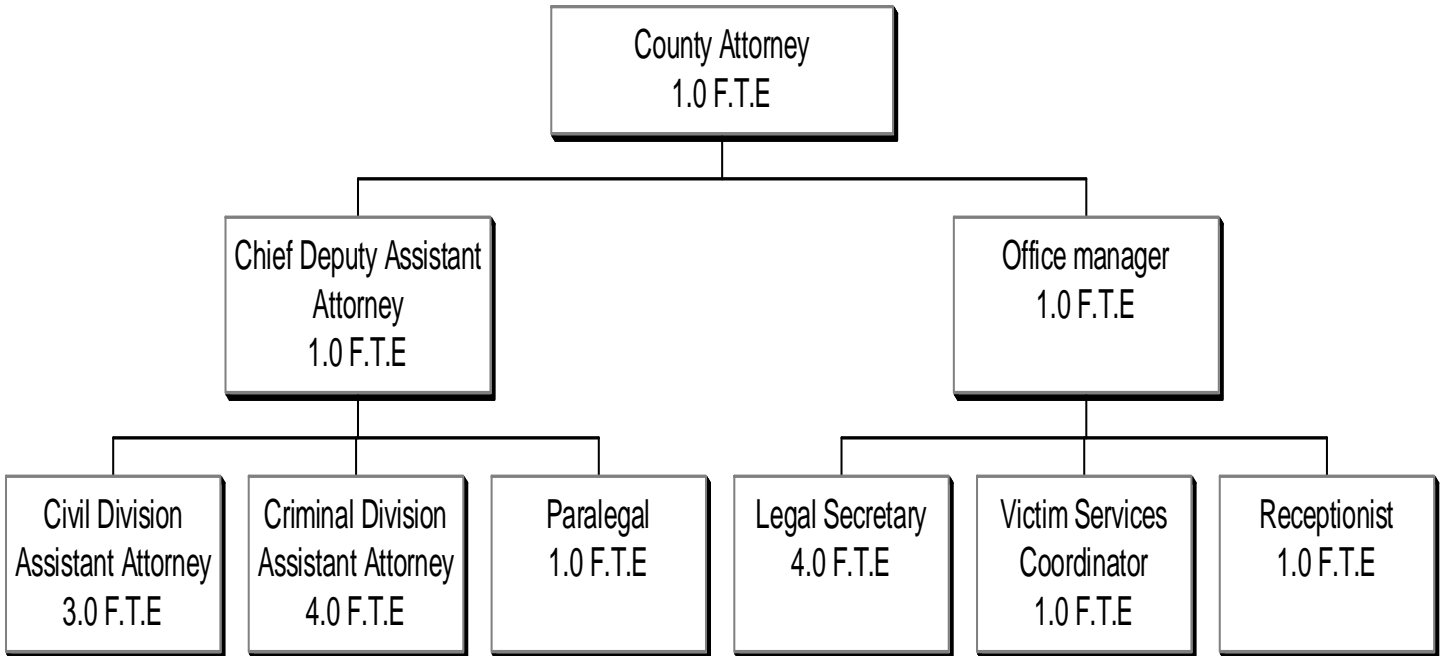 County Attorney
1.0 F.T.E
Chief Deputy Assistant
Attorney
1.0 F.T.E
Office manager
1.0 F.T.E
Civil Division
Assistant Attorney
3.0 F.T.E
Criminal Division
Assistant Attorney
4.0 F.T.E
Paralegal
1.0 F.T.E
Legal Secretary
4.0 F.T.E
Victim Services
Coordinator
1.0 F.T.E
Receptionist
1.0 F.T.E